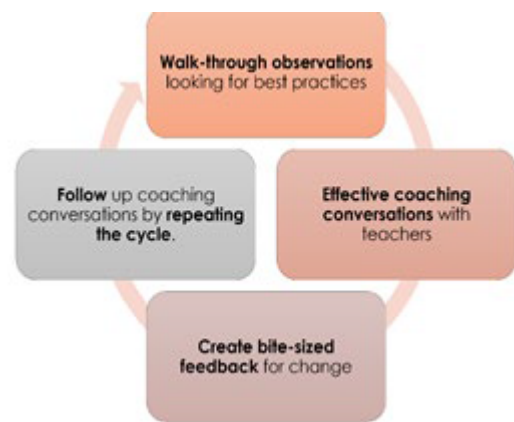 Walk-through observations
looking for best practices
Effective coaching
conversations with
teachers
Create bite-sized
feedback for change
Follow up coaching
conversations by repeating
the cycle.